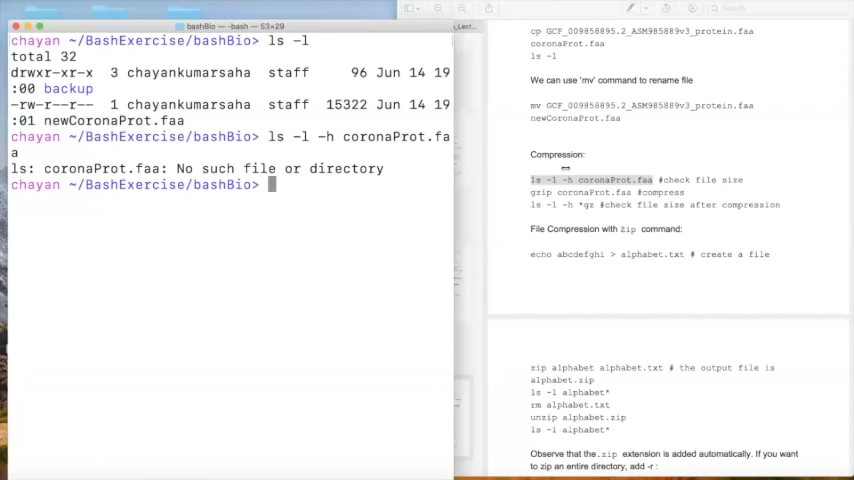 bashBio — -bash — 53×29
chayan ~/BashExercise/bashBio> ls -l
total 32
drwxr-xr-x  3 chayankumarsaha  staff     96 Jun 14 19
:00 backup
-rw-r--r--  1 chayankumarsaha  staff  15322 Jun 14 19
:01 newCoronaProt.faa
chayan ~/BashExercise/bashBio> ls -l -h coronaProt.fa
a
ls: coronaProt.faa: No such file or directory
chayan ~/BashExercise/bashBio>
Search
_Lect...
cp GCF_009858895.2_ASM985889v3_protein.faa
coronaProt.faa
ls -l
We can use 'mv' command to rename file
mv GCF_009858895.2_ASM985889v3_protein.faa
newCoronaProt.faa
Compression:
ls -l -h coronaProt.faa #check file size
gzip coronaProt.faa #compress
ls -l -h *gz #check file size after compression
File Compression with Zip command:
echo abcdefghi > alphabet.txt # create a file
zip alphabet alphabet.txt # the output file is
alphabet.zip
ls -l alphabet*
rm alphabet.txt
unzip alphabet.zip
ls -l alphabet*
Observe that the.zip extension is added automatically. If you want
to zip an entire directory, add -r :